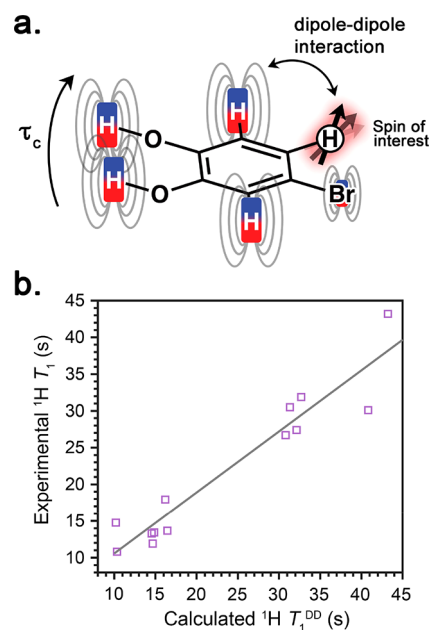 a.
dipole-dipole
interaction
H
H
H
H
Spin of
interest
τc
O
O
Br
H
b.
Experimental ¹H T₁ (s)
45
40
35
30
25
20
15
10
10 15 20 25 30 35 40 45
Calculated ¹H T₁ᴰᴰ (s)